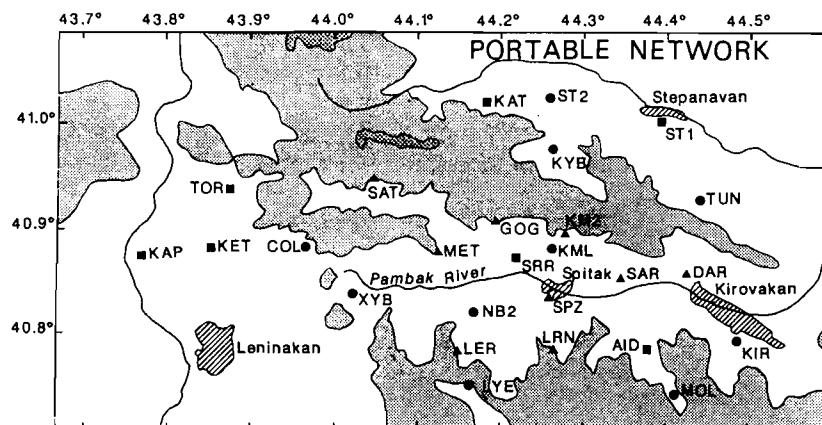 43.7° 43.8° 43.9° 44.0° 44.1° 44.2° 44.3° 44.4° 44.5°
PORTABLE NETWORK
41.0°
40.9°
40.8°
KAT
ST2
Stepanavan
ST1
KYB
TOR
SAT
TUN
GOG
KM2
KAP
KET
COL
MET
KML
SRR
Spitak
SAR
DAR
Pambak River
Kirovakan
XYB
SPZ
NB2
Leninakan
LER
LRN
AID
KIR
LYE
MOL